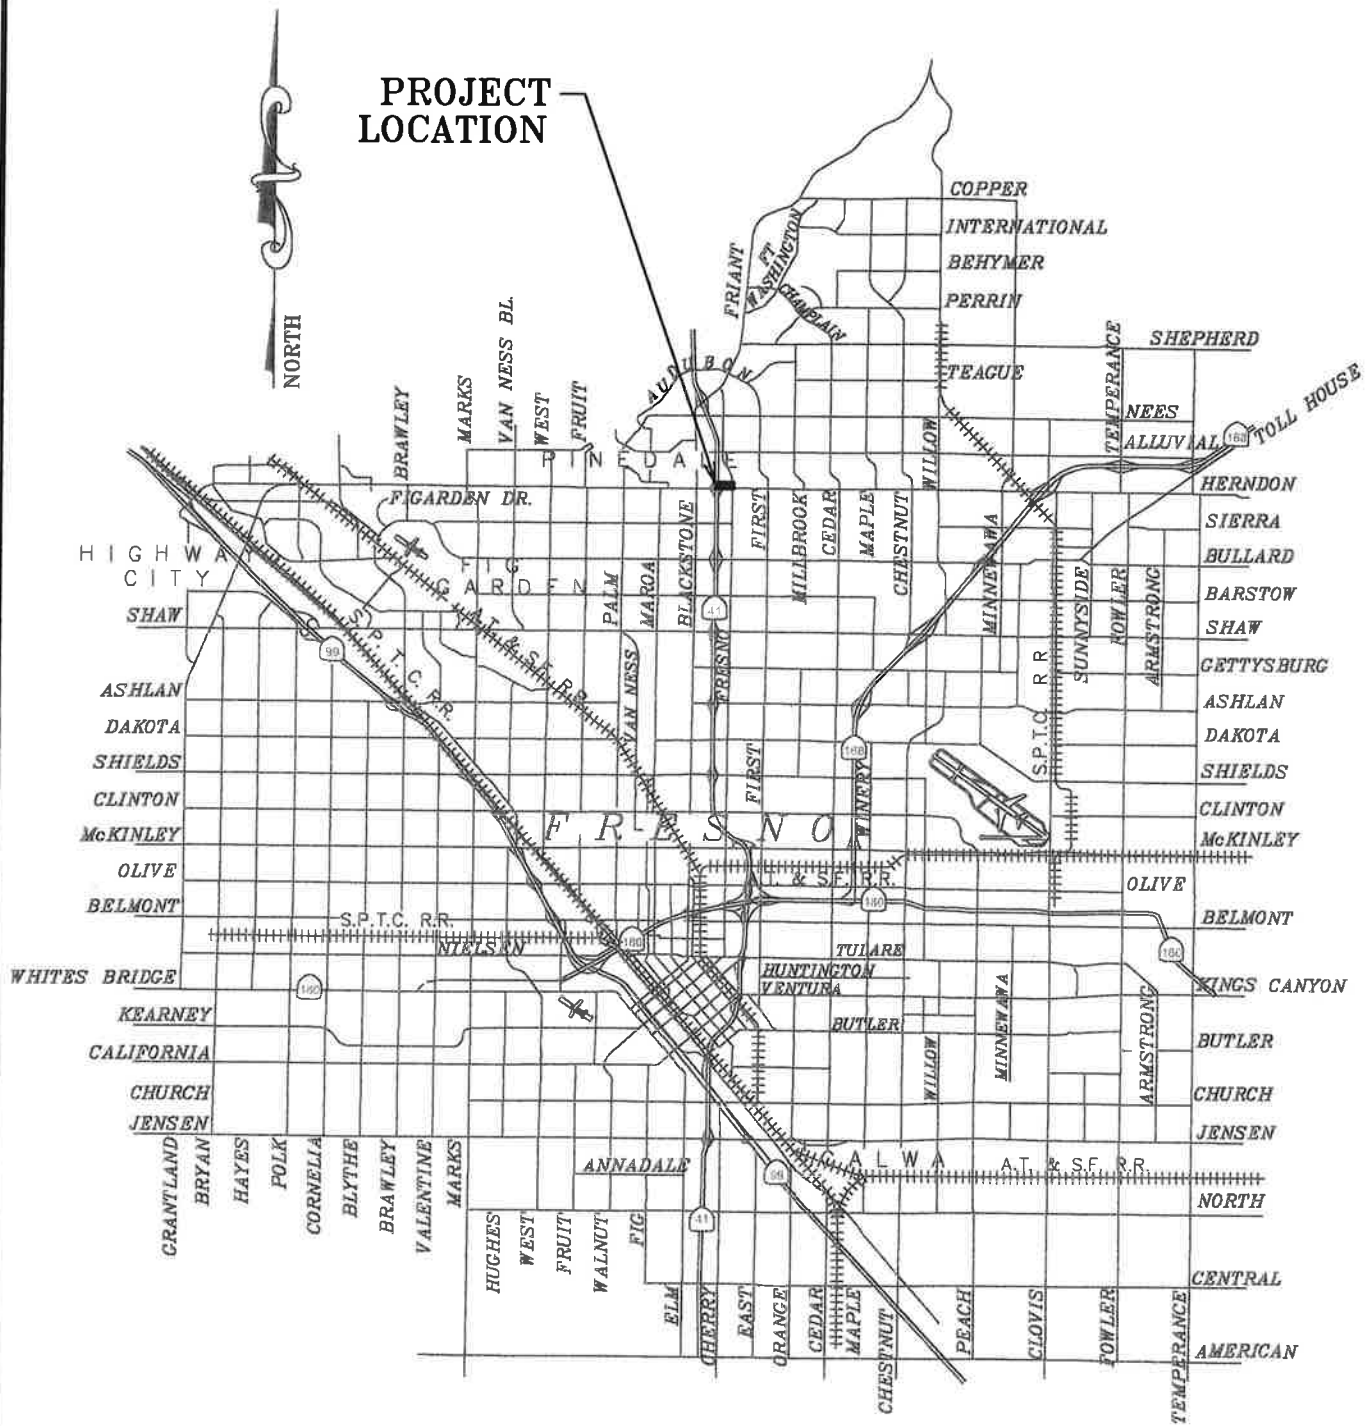 PROJECT
LOCATION
NORTH
COPPER
INTERNATIONAL
BEHYMER
PERRIN
FRIANT
FT
WASHINGTON
CHAMPLAIN
SHEPHERD
TEAGUE
TEMPERANCE
NEES
ALLUVIAL
168
TOLL HOUSE
AUDUBON
BRAWLEY
MARKS
VAN NESS BL.
WEST
FRUIT
PINEDALE
WILLOW
HERNDON
FIGARDEN DR.
SIERRA
BULLARD
BARSTOW
SHAW
GETTYSBURG
ASHLAN
DAKOTA
SHIELDS
CLINTON
McKINLEY
OLIVE
BELMONT
KINGS CANYON
BUTLER
CHURCH
JENSEN
NORTH
CENTRAL
AMERICAN
HIGHWAY
CITY
FIG
GARDEN
PALM
MAROA
BLACKSTONE
FIRST
MILLBROOK
CEDAR
MAPLE
CHESTNUT
MINNEWAWA
SUNNYSIDE
FOWLER
ARMSTRONG
41
FRESNO
99
S.P.T.C. R.R.
A.T. & S.F. R.R.
VAN NESS
S.P.T.C. RR
SHAW
ASHLAN
DAKOTA
SHIELDS
CLINTON
McKINLEY
OLIVE
BELMONT
WHITES BRIDGE
KEARNEY
CALIFORNIA
CHURCH
JENSEN
FIRST
168
WINERY
FRESNO
T. & S.F. R.R.
180
S.P.T.C. R.R.
NIELSEN
180
180
180
TULARE
HUNTINGTON
VENTURA
BUTLER
WILLOW
MINNEWAWA
ARMSTRONG
CALWA
A.T. & S.F. R.R.
99
41
ANNADALE
GRANTLAND
BRYAN
HAYES
POLK
CORNELIA
BLYTHE
BRAWLEY
VALENTINE
MARKS
HUGHES
WEST
FRUIT
WALNUT
FIG
ELM
CHERRY
EAST
ORANGE
CEDAR
MAPLE
CHESTNUT
PEACH
CLOVIS
FOWLER
TEMPERANCE